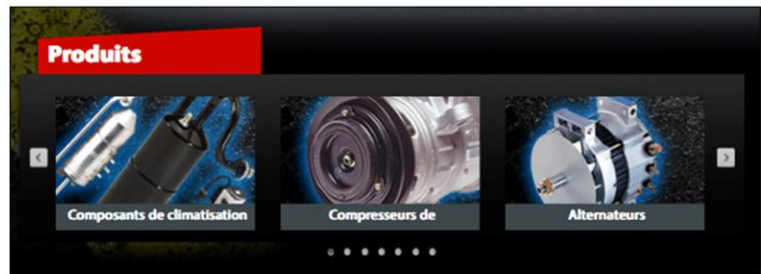 Produits
Composants de climatisation
Compresseurs de
Alternateurs